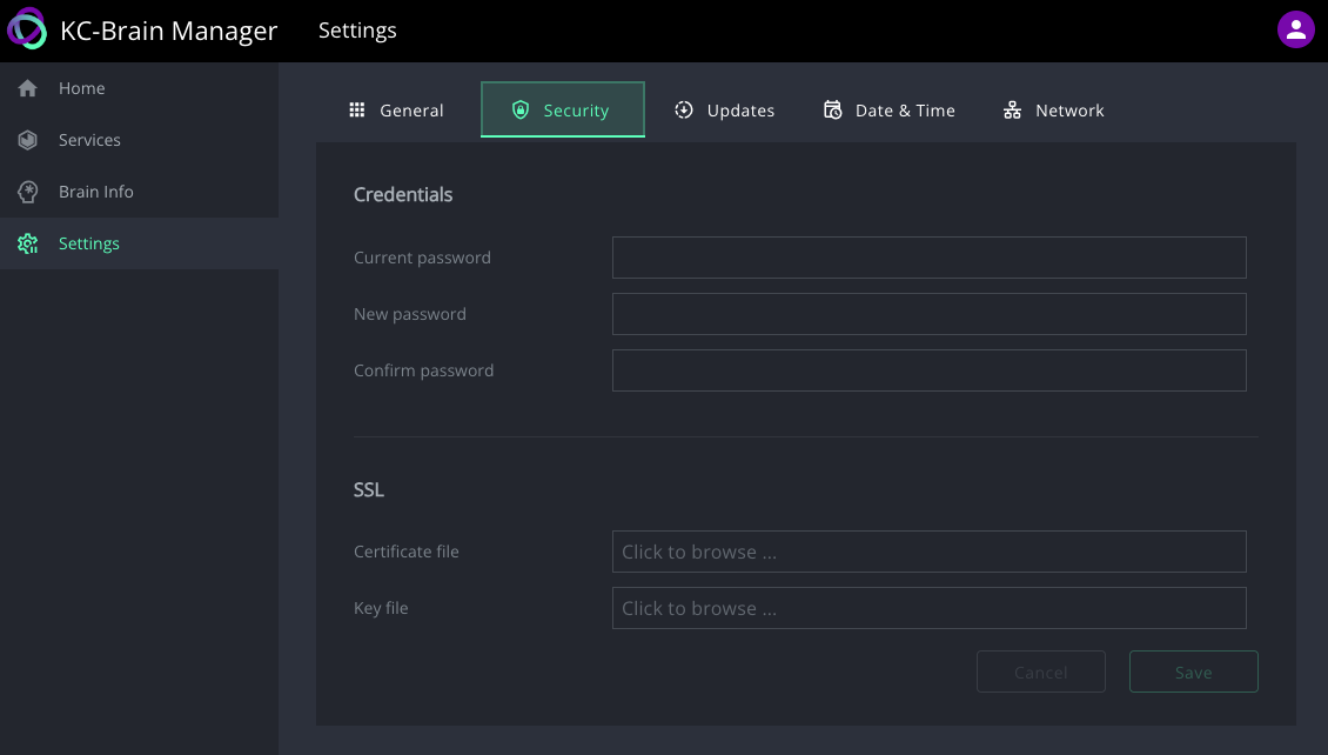 KC-Brain Manager Settings
Home
Services
Brain Info
Settings
General Security Updates Date & Time Network
Credentials
Current password
New password
Confirm password
SSL
Certificate file Click to browse ...
Key file Click to browse ...
Cancel Save